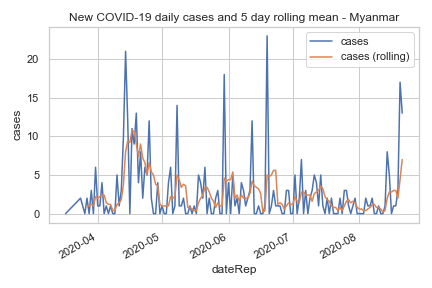 New COVID-19 daily cases and 5 day rolling mean - Myanmar
cases
cases (rolling)
20
15
10
5
0
cases
2020-04
2020-05
2020-06
2020-07
2020-08
dateRep